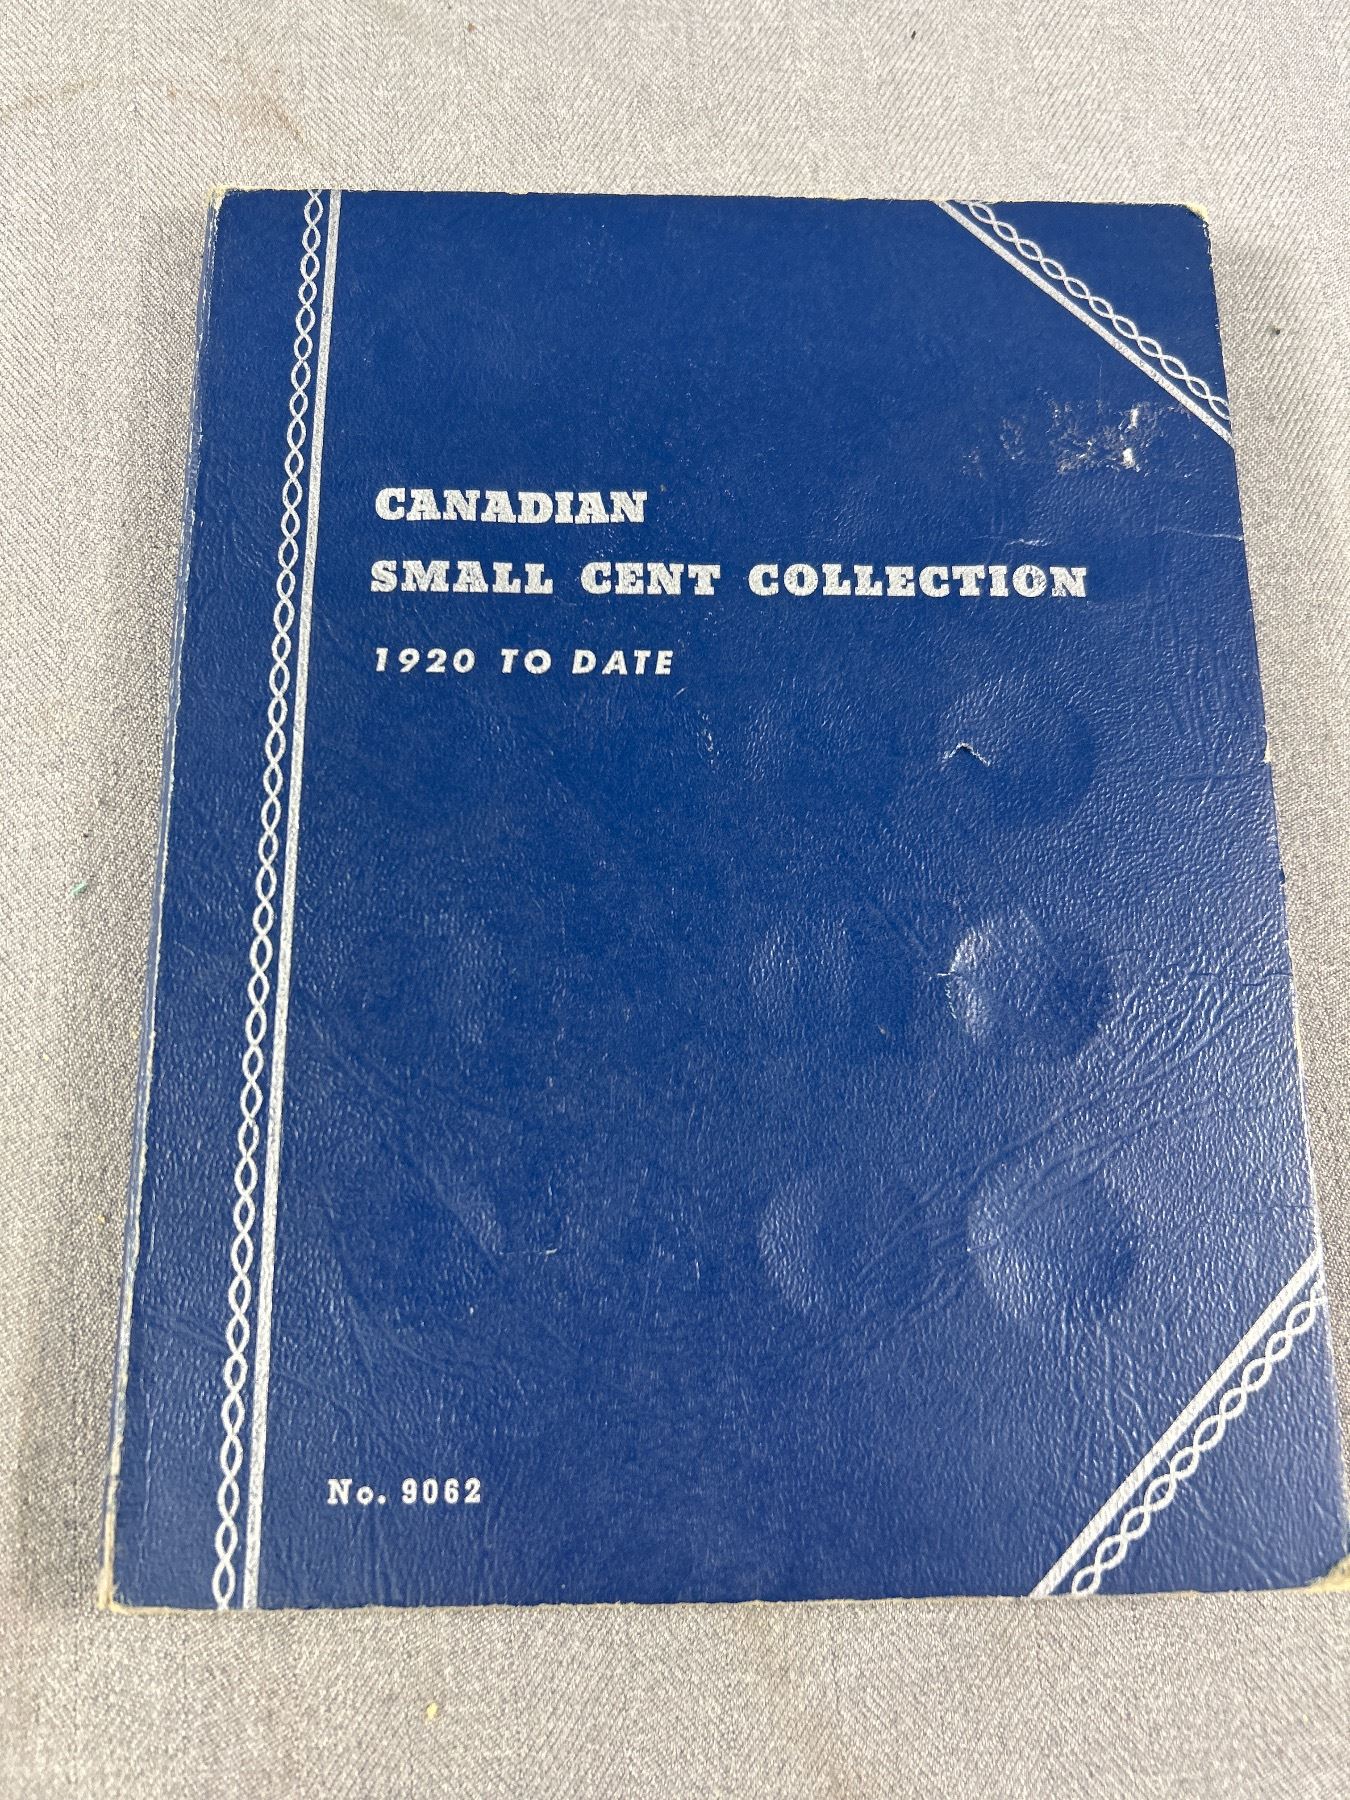 CANADIAN
SMALL CENT COLLECTION
1920 TO DATE
No. 9062